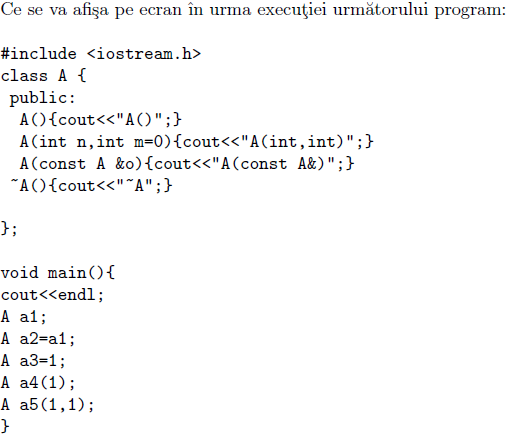 Ce se va afişa pe ecran în urma execuţiei următorului program:
#include <iostream.h>
class A {
public:
A(){cout<<"A()";}
A(int n,int m=0){cout<<"A(int,int)";}
A(const A &o){cout<<"A(const A&)";}
~A(){cout<<"~A";}
};
void main(){
cout<<endl;
A a1;
A a2=a1;
A a3=1;
A a4(1);
A a5(1,1);
}